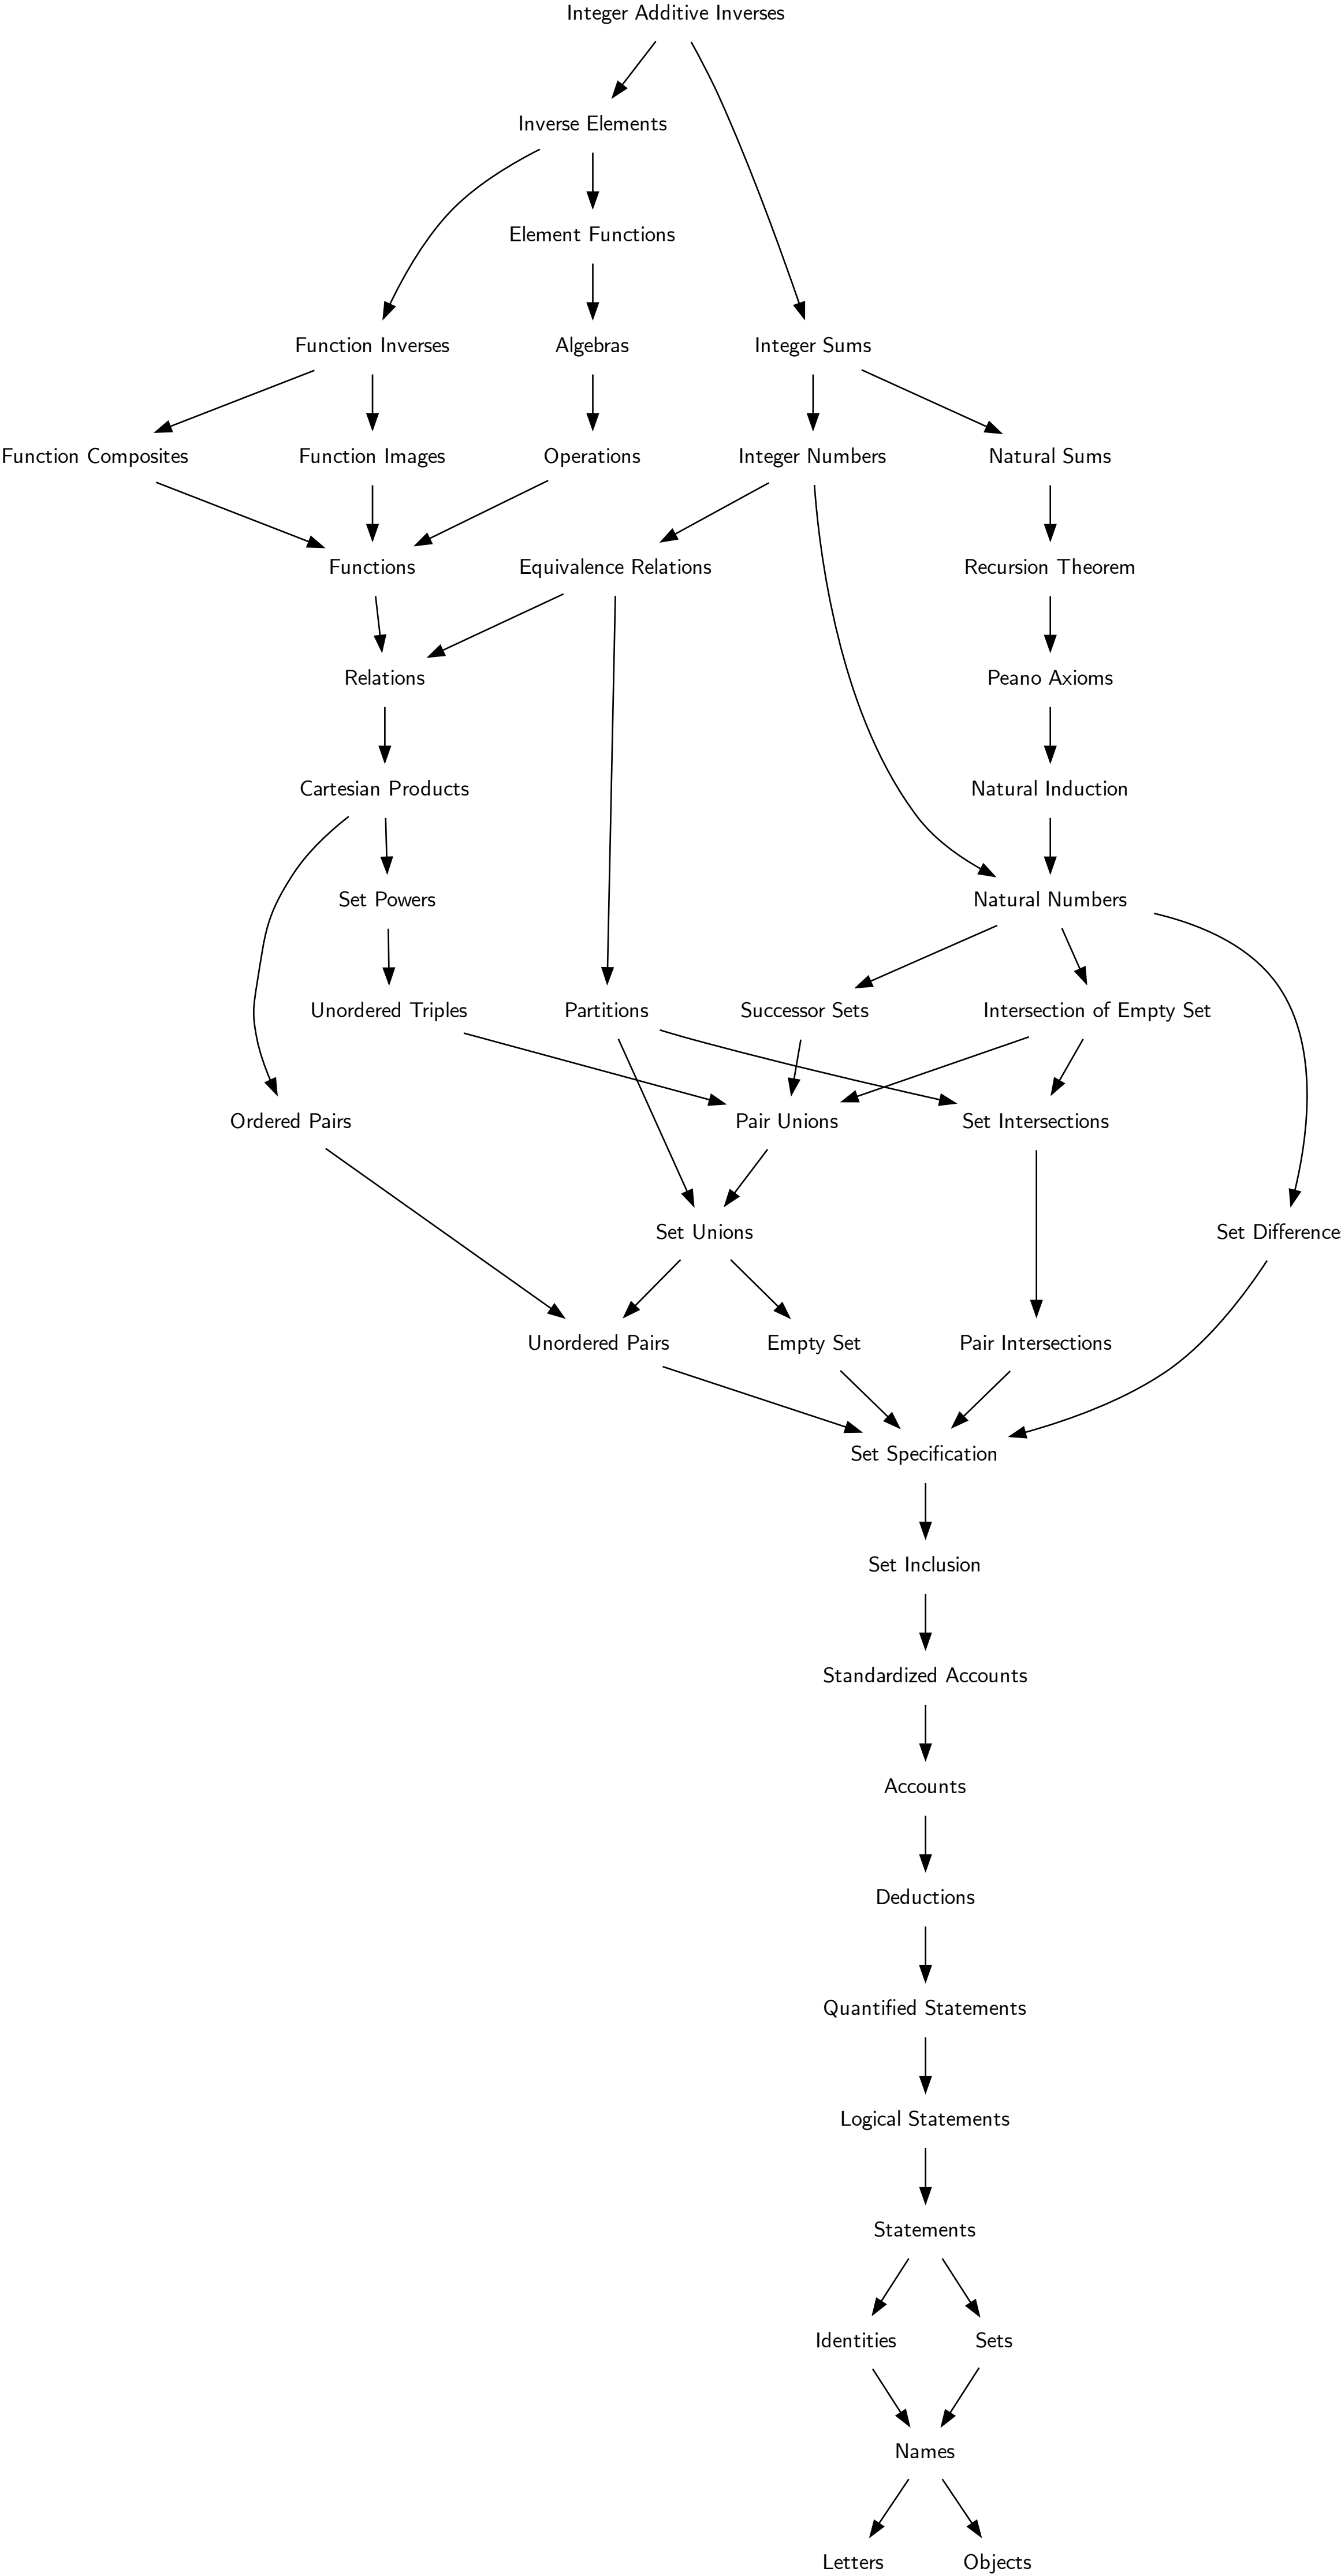 Integer Additive Inverses
Inverse Elements
Element Functions
Function Inverses
Algebras
Integer Sums
Function Composites
Function Images
Operations
Integer Numbers
Natural Sums
Functions
Equivalence Relations
Recursion Theorem
Relations
Peano Axioms
Cartesian Products
Natural Induction
Set Powers
Natural Numbers
Unordered Triples
Partitions
Successor Sets
Intersection of Empty Set
Ordered Pairs
Pair Unions
Set Intersections
Set Unions
Set Difference
Unordered Pairs
Empty Set
Pair Intersections
Set Specification
Set Inclusion
Standardized Accounts
Accounts
Deductions
Quantified Statements
Logical Statements
Statements
Identities
Sets
Names
Letters
Objects